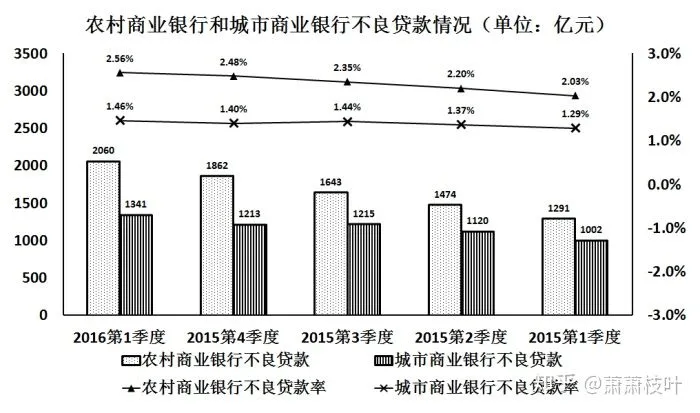 农村商业银行和城市商业银行不良贷款情况（单位：亿元）
3500 2.56% 2.48% 2.35% 2.20% 2.03% 3.0%
3000 2.0%
1.46% 1.40% 1.44% 1.37% 1.29%
2500 1.0%
2060 1862 1643 1474 1291
2000 0.0%
1341 1213 1215 1120 1002
1500
1000 -1.0%
500 -2.0%
0 -3.0%
2016第1季度 2015第4季度 2015第3季度 2015第2季度 2015第1季度
农村商业银行不良贷款 城市商业银行不良贷款
农村商业银行不良贷款率 城市商业银行不良贷款率
知乎 @萧萧枝叶